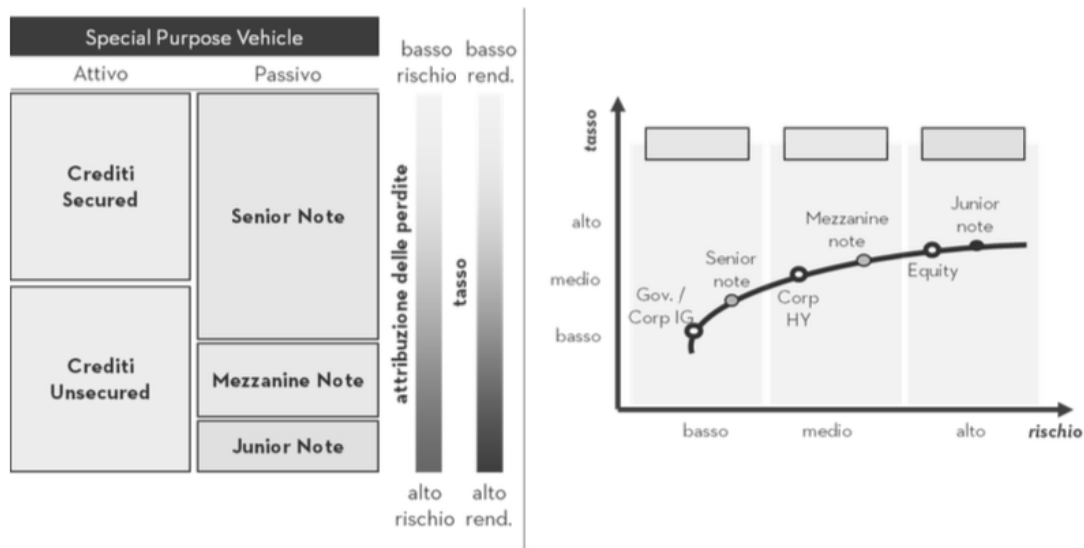 Special Purpose Vehicle
Attivo
Passivo
Crediti
Secured
Crediti
Unsecured
Senior Note
Mezzanine Note
Junior Note
basso
rischio
basso
rend.
attribuzione delle perdite
tasso
alto
rischio
alto
rend.
tasso
alto
medio
basso
Gov. /
Corp IG
Senior
note
Corp
HY
Mezzanine
note
Equity
Junior
note
basso
medio
alto
rischio